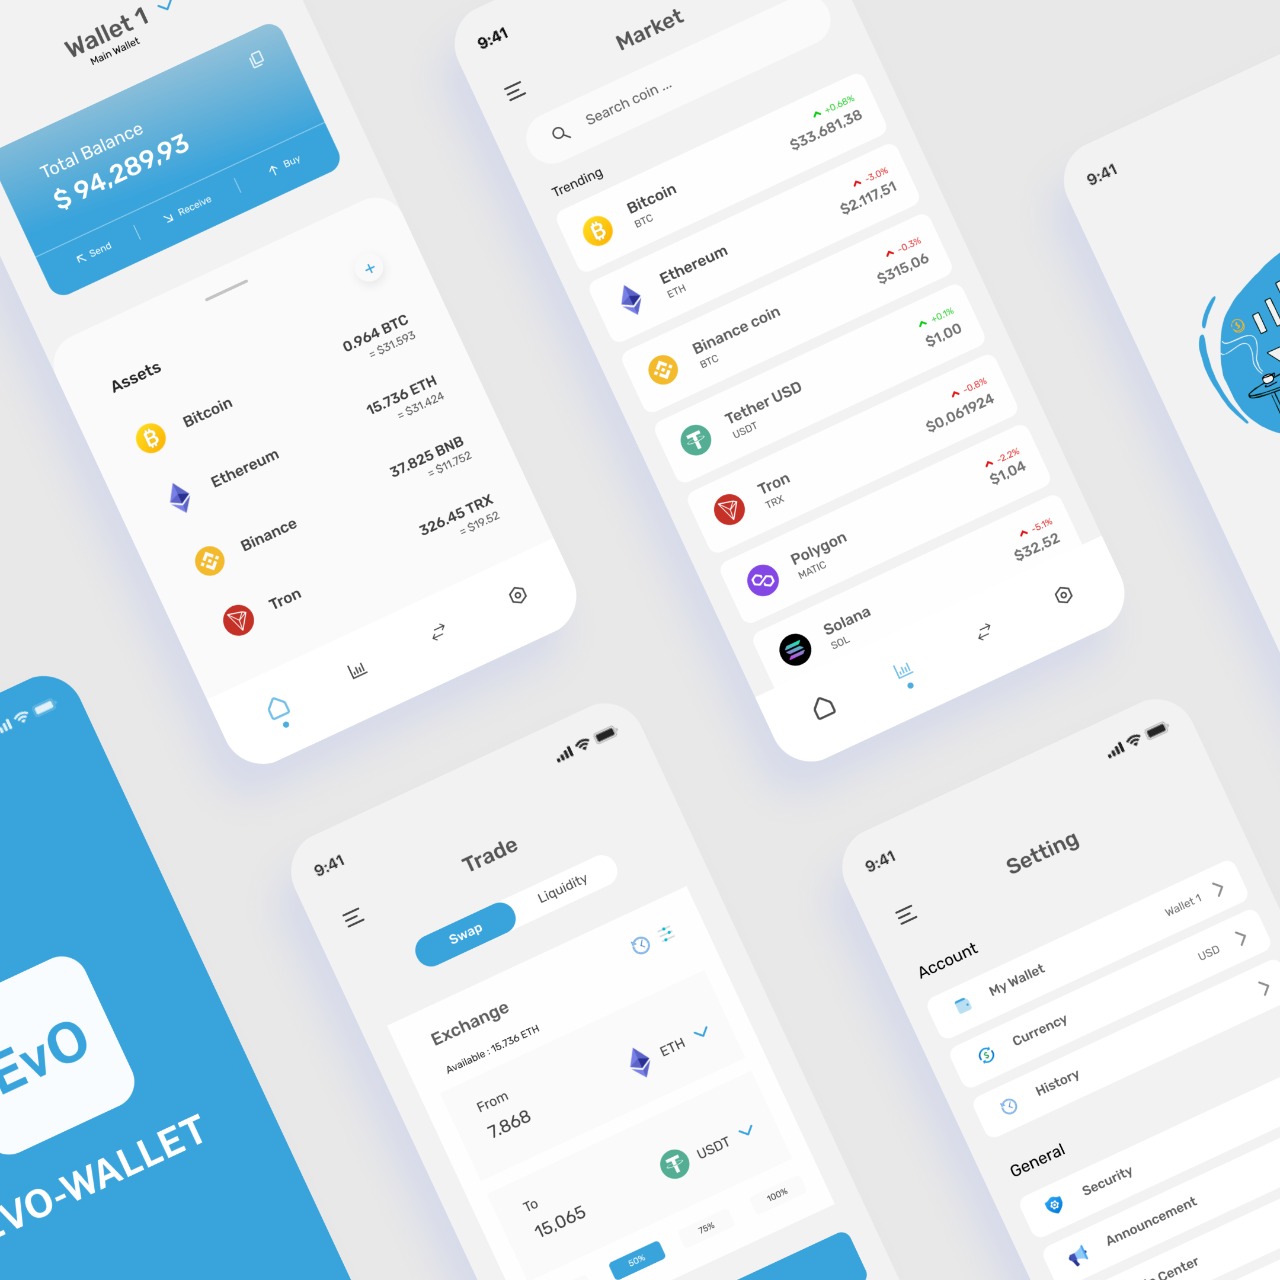 Wallet 1
Main Wallet
Total Balance
$ 94,289,93
Send
Receive
Buy
Assets
Bitcoin
0.964 BTC
= $31.593
Ethereum
15.736 ETH
= $31.424
Binance
37.825 BNB
= $11.752
Tron
326.45 TRX
= $19.52
9:41
Market
Search coin ...
Trending
Bitcoin
BTC
+0.68%
$33.681,38
Ethereum
ETH
-3.0%
$2.117,51
Binance coin
BTC
-0.3%
$315,06
Tether USD
USDT
+0.1%
$1.00
Tron
TRX
-0.8%
$0,061924
Polygon
MATIC
-2.2%
$1,04
Solana
SOL
-5.1%
$32,52
9:41
EvO
EVO-WALLET
9:41
Trade
Swap
Liquidity
Exchange
Available : 15,736 ETH
From
7.868
ETH
To
15,065
USDT
50%
75%
100%
9:41
Setting
Account
My Wallet
Wallet 1
Currency
USD
History
General
Security
Announcement
Center